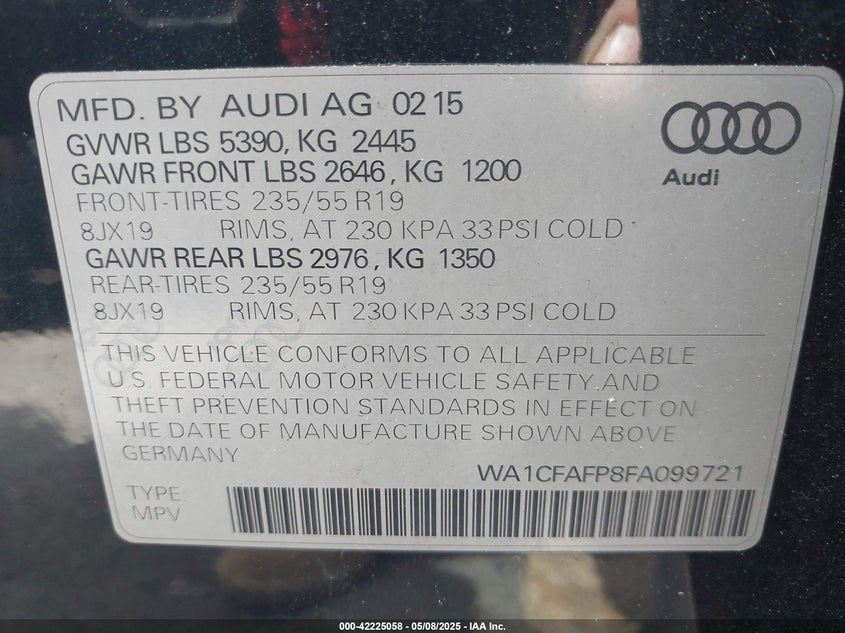 MFD. BY AUDI AG 02 15
GVWR LBS 5390, KG 2445
GAWR FRONT LBS 2646, KG 1200
FRONT-TIRES 235/55 R19
8JX19 RIMS, AT 230 KPA 33 PSI COLD
GAWR REAR LBS 2976, KG 1350
REAR-TIRES 235/55 R19
8JX19 RIMS, AT 230 KPA 33 PSI COLD
Audi
THIS VEHICLE CONFORMS TO ALL APPLICABLE
U.S. FEDERAL MOTOR VEHICLE SAFETY AND
THEFT PREVENTION STANDARDS IN EFFECT ON
THE DATE OF MANUFACTURE SHOWN ABOVE.
GERMANY
WA1CFAFP8FA099721
TYPE:
MPV
000-42225058 - 05/08/2025 - IAA Inc.